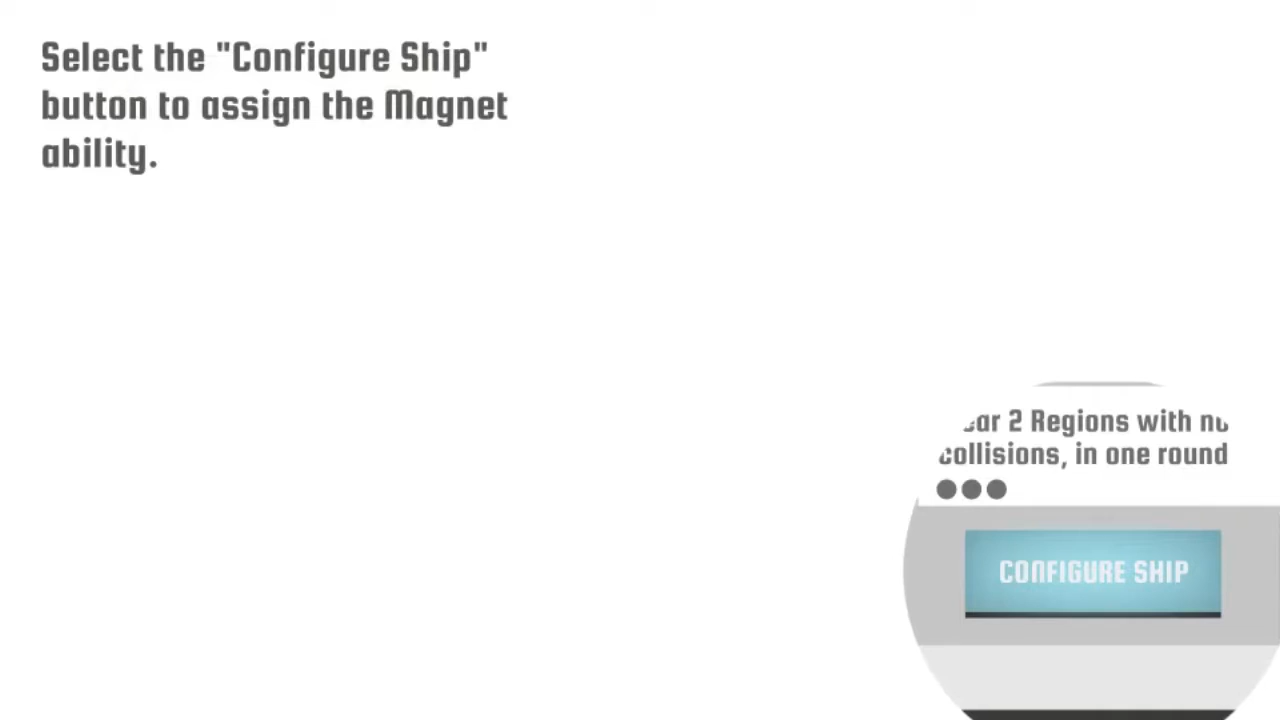 Select the "Configure Ship"
button to assign the Magnet
ability.
2 Regions with
collisions, in one round
CONFIGURE SHIP